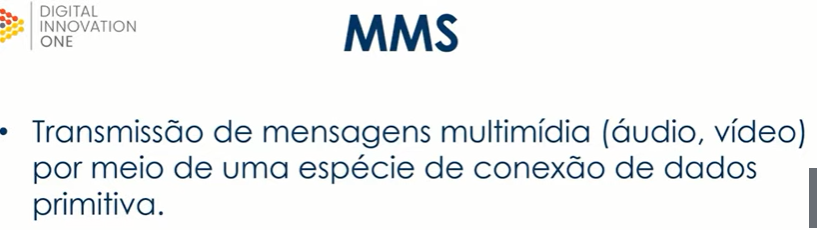 DIGITAL
INNOVATION
ONE
MMS
• Transmissão de mensagens multimídia (áudio, vídeo)
por meio de uma espécie de conexão de dados
primitiva.